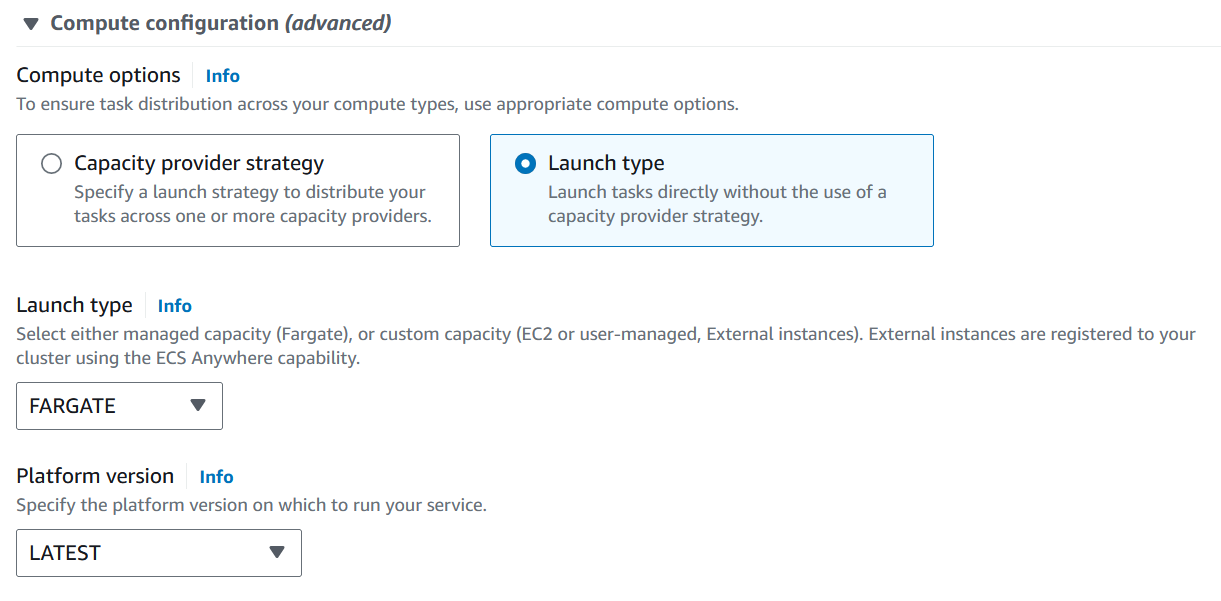 Compute configuration (advanced)
Compute options Info
To ensure task distribution across your compute types, use appropriate compute options.
Capacity provider strategy
Specify a launch strategy to distribute your
tasks across one or more capacity providers.
Launch type
Launch tasks directly without the use of a
capacity provider strategy.
Launch type Info
Select either managed capacity (Fargate), or custom capacity (EC2 or user-managed, External instances). External instances are registered to your
cluster using the ECS Anywhere capability.
FARGATE
Platform version Info
Specify the platform version on which to run your service.
LATEST